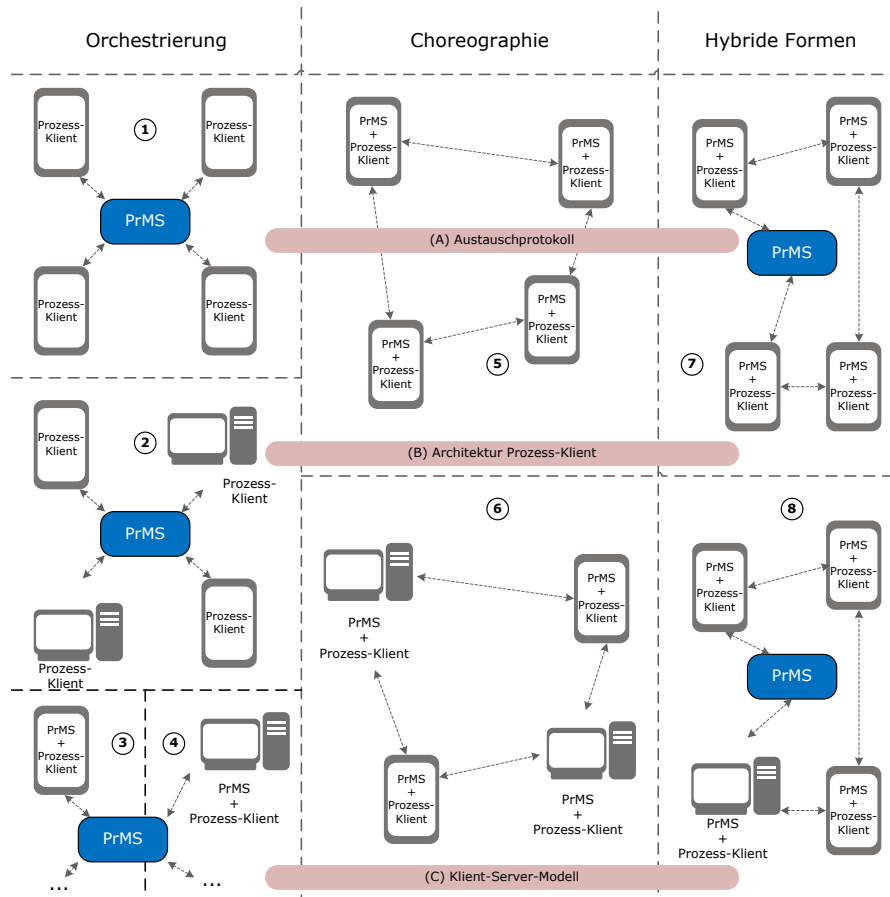 Orchestrierung
Choreographie
Hybride Formen
1
Prozess-
Klient
Prozess-
Klient
PrMS
Prozess-
Klient
Prozess-
Klient
PrMS
+
Prozess-
Klient
PrMS
+
Prozess-
Klient
PrMS
+
Prozess-
Klient
PrMS
+
Prozess-
Klient
5
PrMS
+
Prozess-
Klient
PrMS
+
Prozess-
Klient
PrMS
PrMS
+
Prozess-
Klient
PrMS
+
Prozess-
Klient
7
(A) Austauschprotokoll
2
Prozess-
Klient
Prozess-
Klient
PrMS
Prozess-
Klient
Prozess-
Klient
(B) Architektur Prozess-Klient
6
PrMS
+
Prozess-Klient
PrMS
+
Prozess-
Klient
PrMS
+
Prozess-
Klient
PrMS
+
Prozess-Klient
8
PrMS
+
Prozess-
Klient
PrMS
+
Prozess-
Klient
PrMS
PrMS
+
Prozess-Klient
PrMS
+
Prozess-
Klient
3
4
PrMS
+
Prozess-
Klient
PrMS
+
Prozess-Klient
PrMS
...
...
(C) Klient-Server-Modell